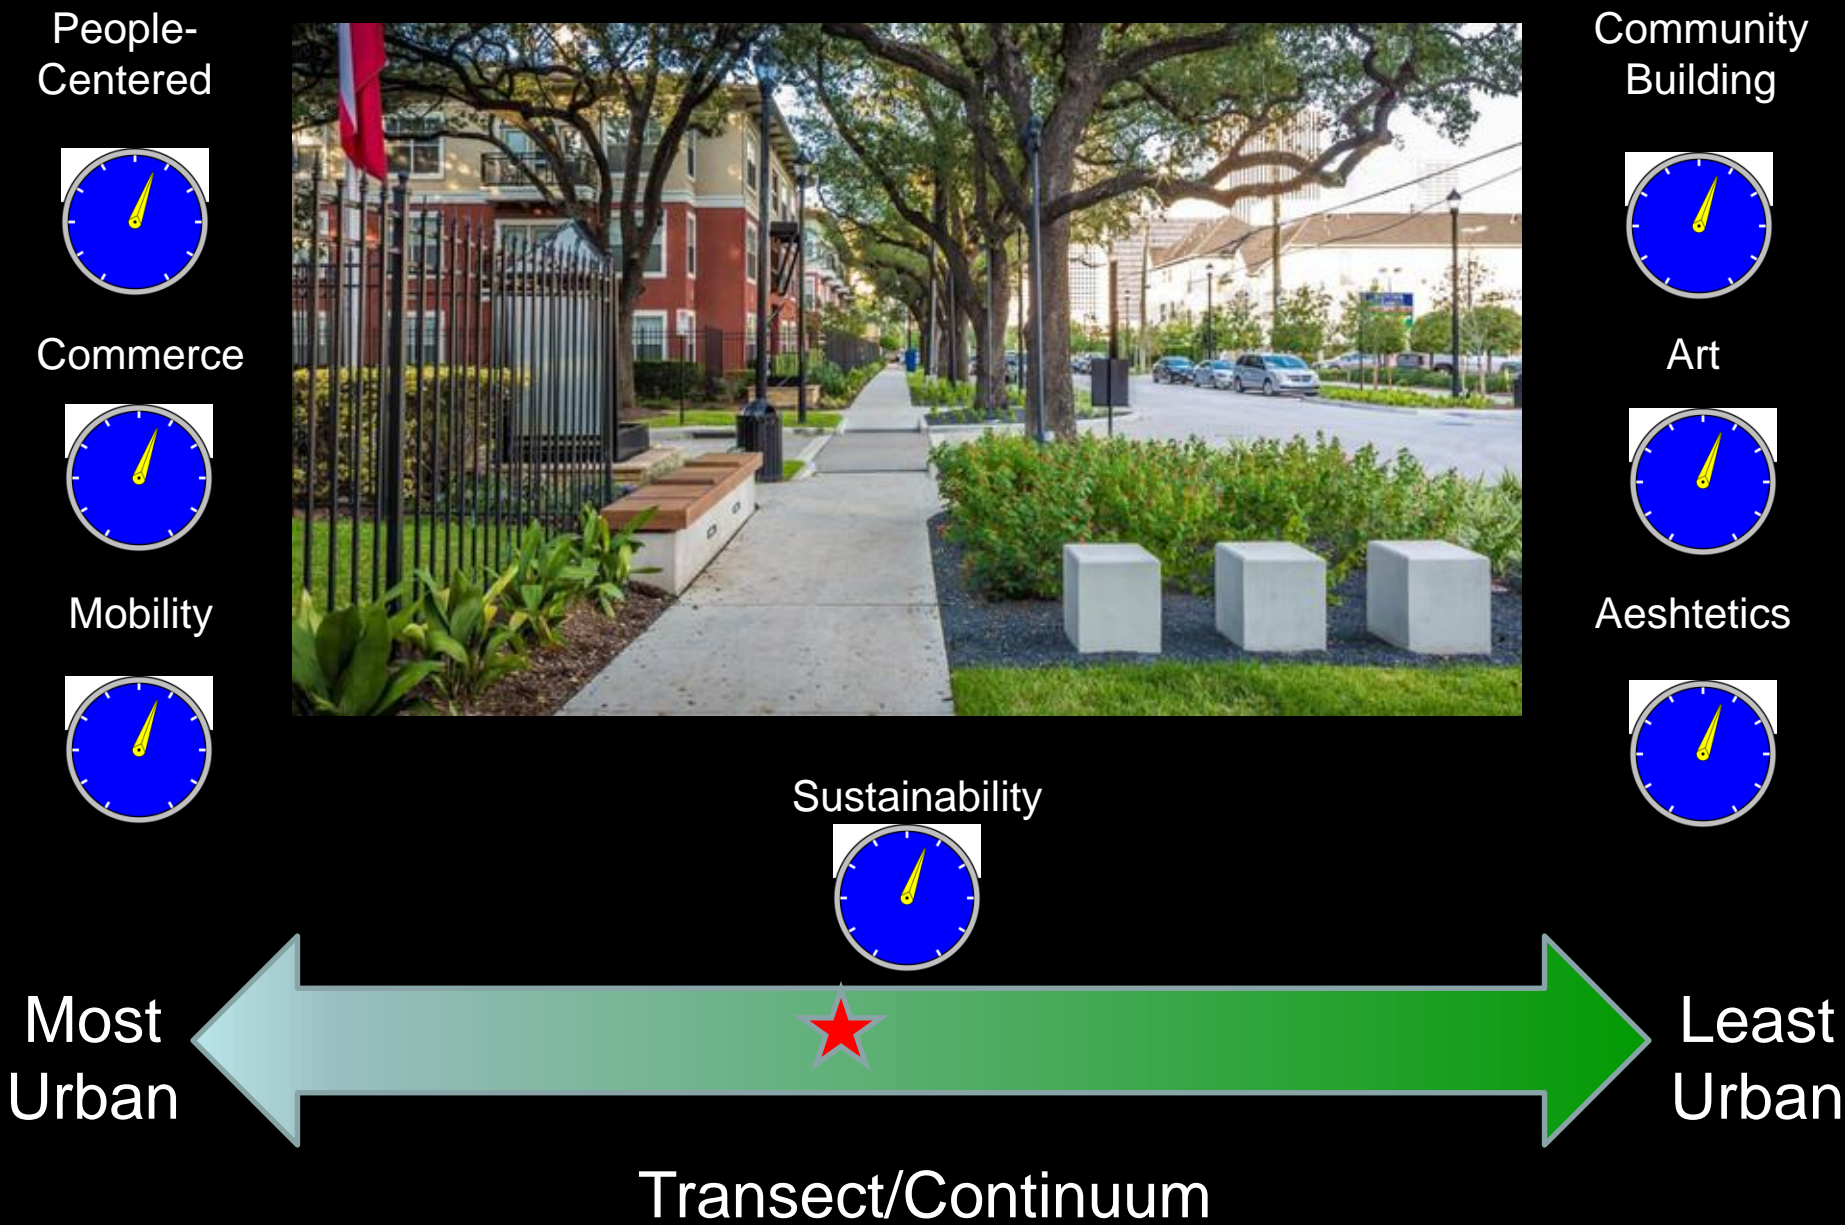 People-
Centered
Community
Building
Commerce
Art
Mobility
Aeshtetics
Sustainability
Most
Urban
Least
Urban
Transect/Continuum